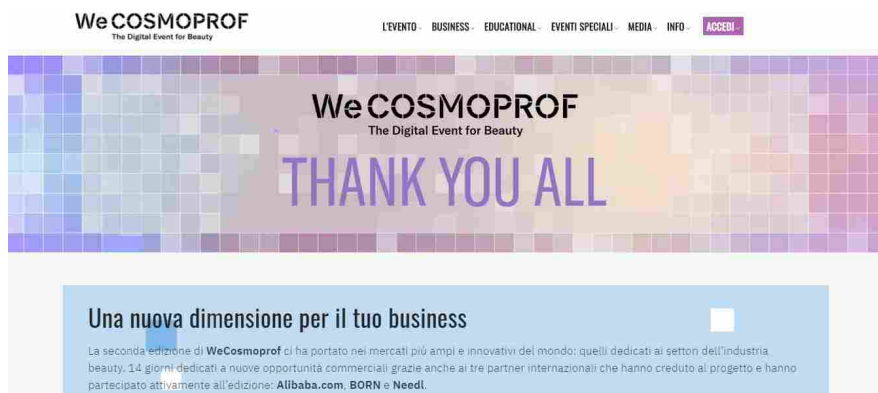 We COSMOPROF
The Digital Event for Beauty
L'EVENTO BUSINESS EDUCATIONAL EVENTI SPECIALI MEDIA INFO ACCEDI
We COSMOPROF
The Digital Event for Beauty
THANK YOU ALL
Una nuova dimensione per il tuo business
La seconda edizione di WeCosmoprof ci ha portato nei mercati più ampi e innovativi del mondo: quelli dedicati ai settori dell'industria
beauty. 14 giorni dedicati a nuove opportunità commerciali grazie anche ai tre partner internazionali che hanno creduto al progetto e hanno
partecipato attivamente all'edizione: Alibaba.com, BORN e Needl.